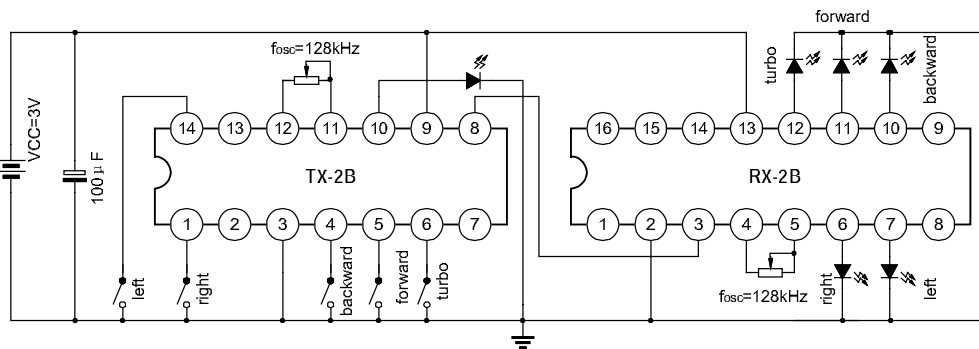 forward
turbo
backward
fosc=128kHz
VCC=3V
100μF
14 13 12 11 10 9 8
16 15 14 13 12 11 10 9
TX-2B
RX-2B
1 2 3 4 5 6 7
1 2 3 4 5 6 7 8
left
right
backward
forward
turbo
fosc=128kHz
right
left